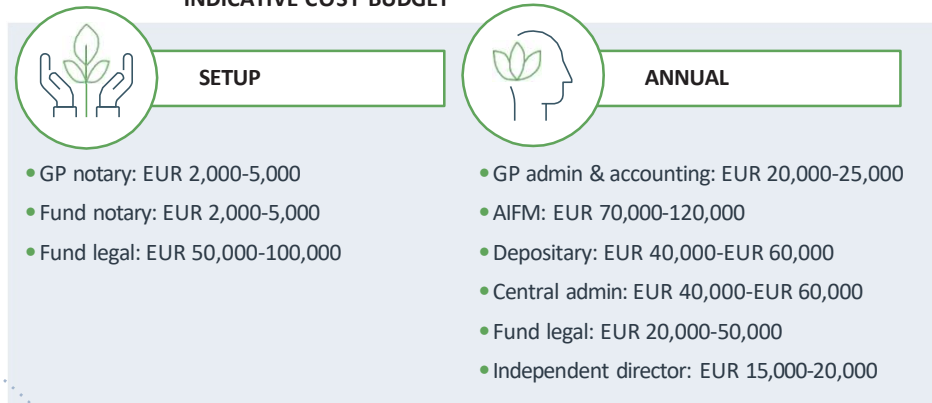 INDICATIVE COST BUDGET
SETUP
• GP notary: EUR 2,000-5,000
• Fund notary: EUR 2,000-5,000
• Fund legal: EUR 50,000-100,000
ANNUAL
• GP admin & accounting: EUR 20,000-25,000
• AIFM: EUR 70,000-120,000
• Depositary: EUR 40,000-EUR 60,000
• Central admin: EUR 40,000-EUR 60,000
• Fund legal: EUR 20,000-50,000
• Independent director: EUR 15,000-20,000